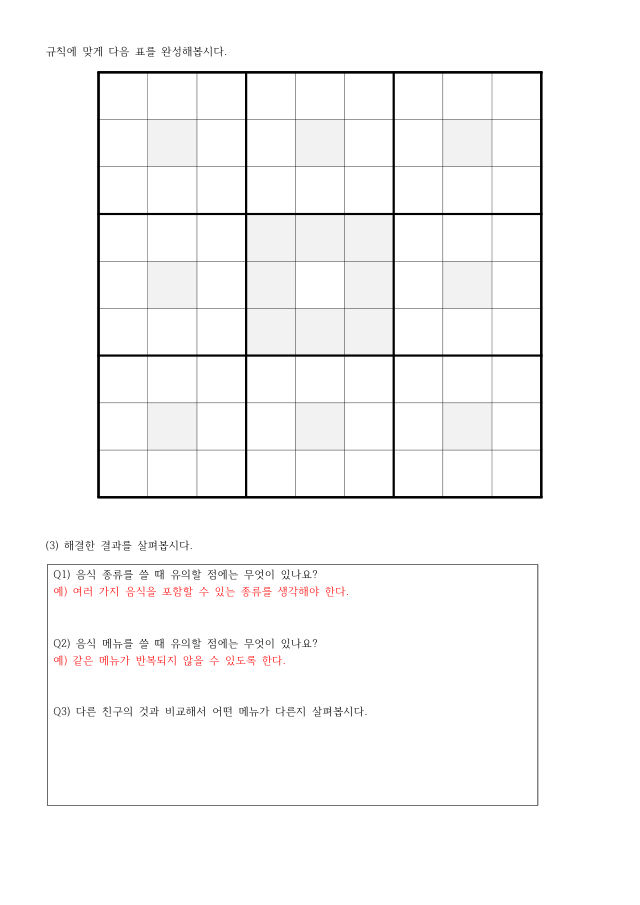 규칙에 맞게 다음 표를 완성해봅시다.
(3) 해결한 결과를 살펴봅시다.
Q1) 음식 종류를 쓸 때 유의할 점에는 무엇이 있나요?
예) 여러 가지 음식을 포함할 수 있는 종류를 생각해야 한다.
Q2) 음식 메뉴를 쓸 때 유의할 점에는 무엇이 있나요?
예) 같은 메뉴가 반복되지 않을 수 있도록 한다.
Q3) 다른 친구의 것과 비교해서 어떤 메뉴가 다른지 살펴봅시다.